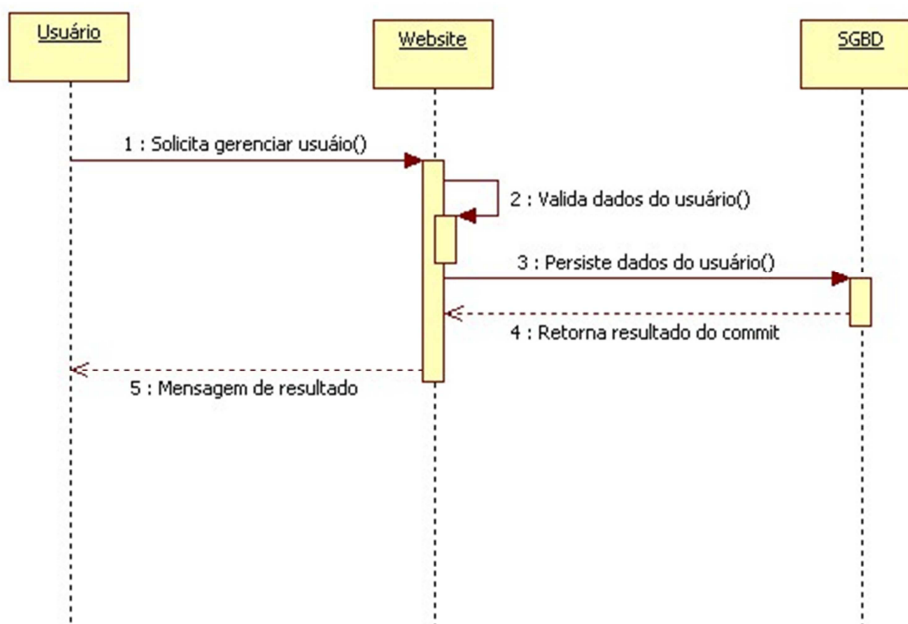 Usuário
Website
SGBD
1 : Solicita gerenciar usuáio()
2 : Valida dados do usuário()
3 : Persiste dados do usuário()
4 : Retorna resultado do commit
5 : Mensagem de resultado